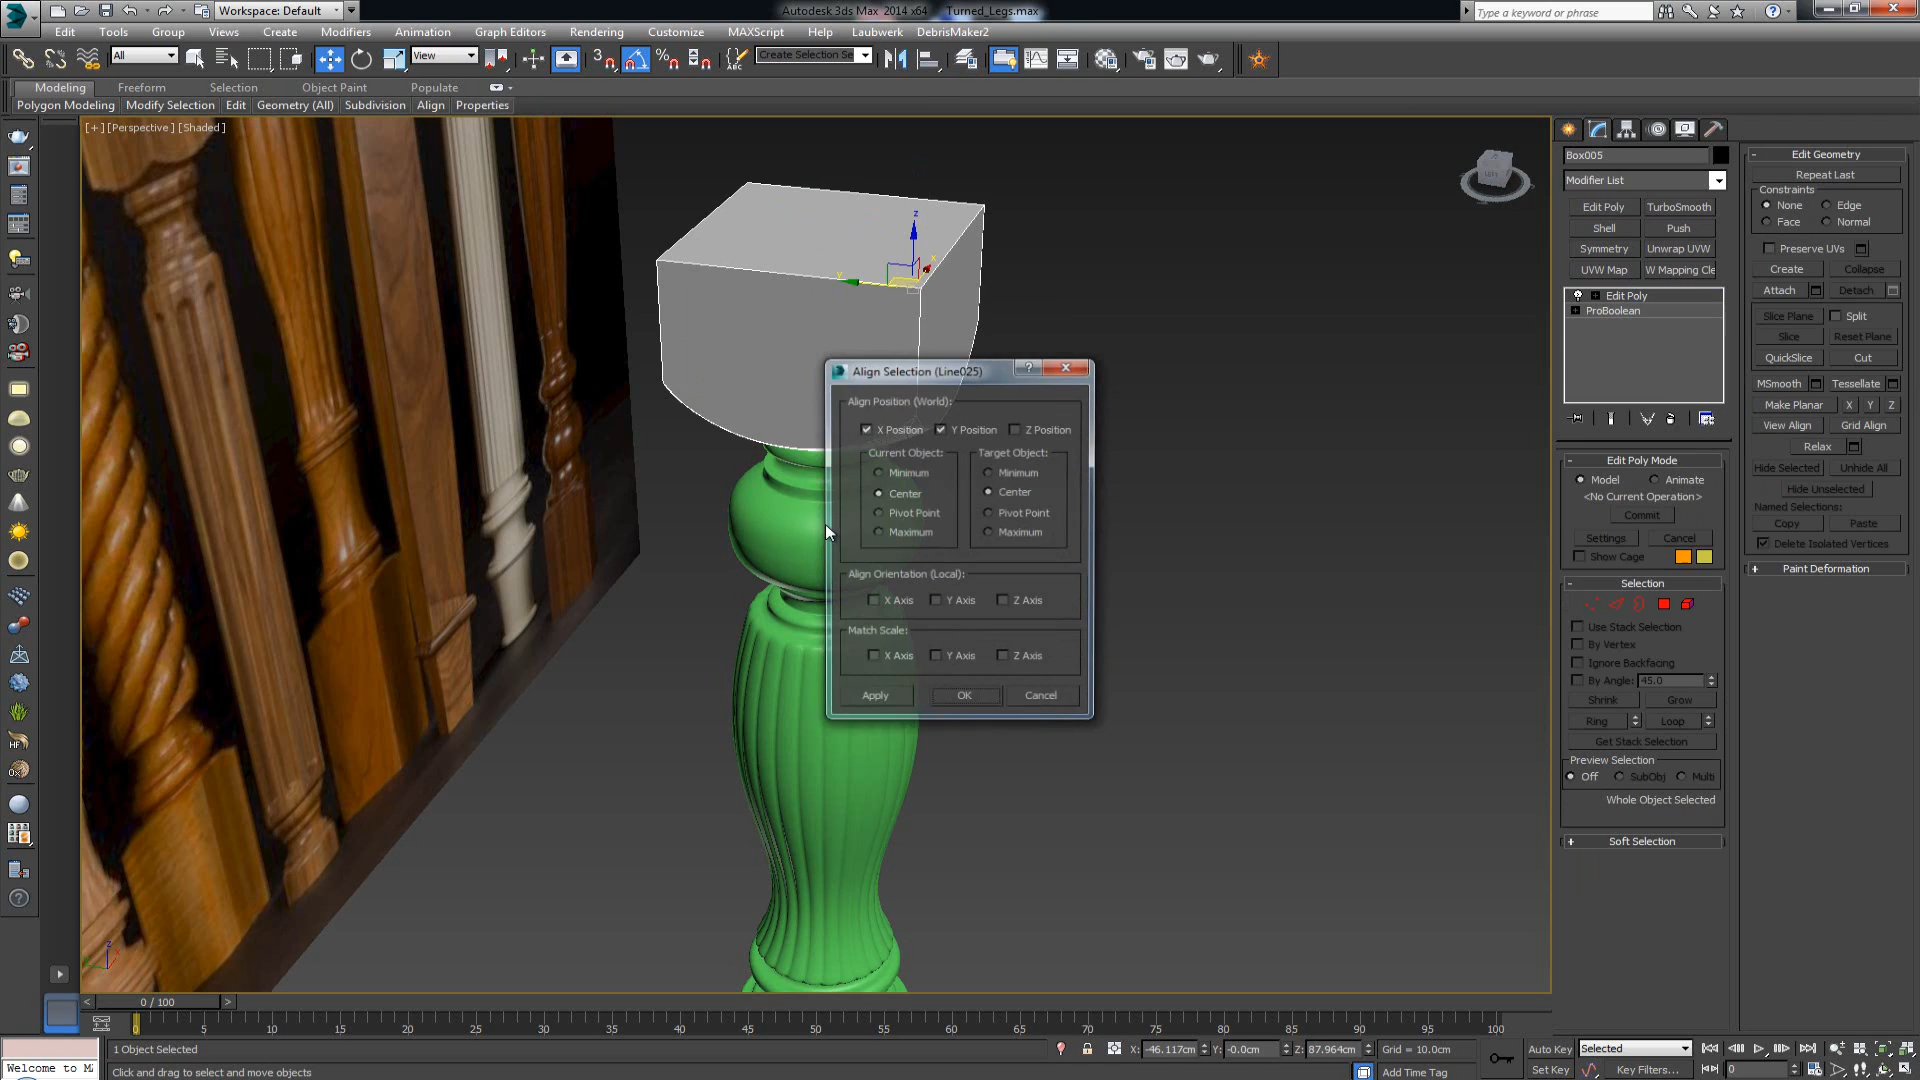 Workspace: Default
Autodesk 3ds Max 2014 x64 Turned_Legs.max
Type a keyword or phrase
Edit Tools Group Views Create Modifiers Animation Graph Editors Rendering Customize MAXScript Help Laubwerk DebrisMaker2
All
View
3
Create Selection Se
Modeling Freeform Selection Object Paint Populate
Polygon Modeling Modify Selection Edit Geometry (All) Subdivision Align Properties
[+] [Perspective] [Shaded]
z
y
x
Box005
Modifier List
Edit Poly TurboSmooth
Shell Push
Symmetry Unwrap UVW
UVW Map W Mapping Cle
Edit Poly
ProBoolean
Edit Poly Mode
Model Animate
<No Current Operation>
Commit
Settings Cancel
Show Cage
Selection
Use Stack Selection
By Vertex
Ignore Backfacing
By Angle: 45.0
Shrink Grow
Ring Loop
Get Stack Selection
Preview Selection
Off SubObj Multi
Whole Object Selected
Soft Selection
Edit Geometry
Repeat Last
Constraints
None Edge
Face Normal
Preserve UVs
Create Collapse
Attach Detach
Slice Plane Split
Slice Reset Plane
QuickSlice Cut
MSmooth Tessellate
Make Planar X Y Z
View Align Grid Align
Relax
Hide Selected Unhide All
Hide Unselected
Named Selections:
Copy Paste
Delete Isolated Vertices
Paint Deformation
Align Selection (Line025)
Align Position (World):
X Position Y Position Z Position
Current Object: Target Object:
Minimum Minimum
Center Center
Pivot Point Pivot Point
Maximum Maximum
Align Orientation (Local):
X Axis Y Axis Z Axis
Match Scale:
X Axis Y Axis Z Axis
Apply OK Cancel
HF
< 0 / 100 >
0 5 10 15 20 25 30 35 40 45 50 55 60 65 70 75 80 85 90 95 100
1 Object Selected
X: -46.117cm Y: -0.0cm Z: 87.964cm Grid = 10.0cm
Auto Key Selected
Welcome to M
Click and drag to select and move objects
Add Time Tag
Set Key Key Filters... 0